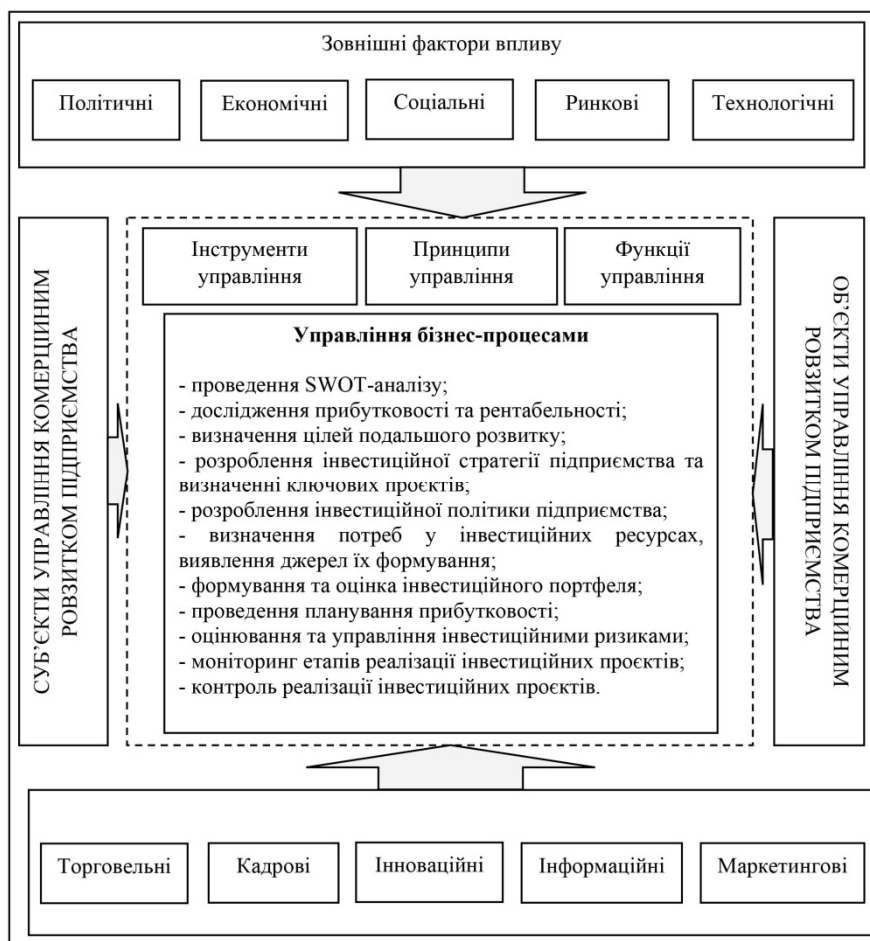 Зовнішні фактори впливу
Політичні
Економічні
Соціальні
Ринкові
Технологічні
СУБ’ЄКТИ УПРАВЛІННЯ КОМЕРЦІЙНИМ
РОВЗИТКОМ ПІДПРИЄМСТВА
Інструменти
управління
Принципи
управління
Функції
управління
Управління бізнес-процесами
- проведення SWOT-аналізу;
- дослідження прибутковості та рентабельності;
- визначення цілей подальшого розвитку;
- розроблення інвестиційної стратегії підприємства та
визначенні ключових проєктів;
- розроблення інвестиційної політики підприємства;
- визначення потреб у інвестиційних ресурсах,
виявлення джерел їх формування;
- формування та оцінка інвестиційного портфеля;
- проведення планування прибутковості;
- оцінювання та управління інвестиційними ризиками;
- моніторинг етапів реалізації інвестиційних проєктів;
- контроль реалізації інвестиційних проєктів.
ОБ’ЄКТИ УПРАВЛІННЯ КОМЕРЦІЙНИМ
РОВЗИТКОМ ПІДПРИЄМСТВА
Торговельні
Кадрові
Інноваційні
Інформаційні
Маркетингові